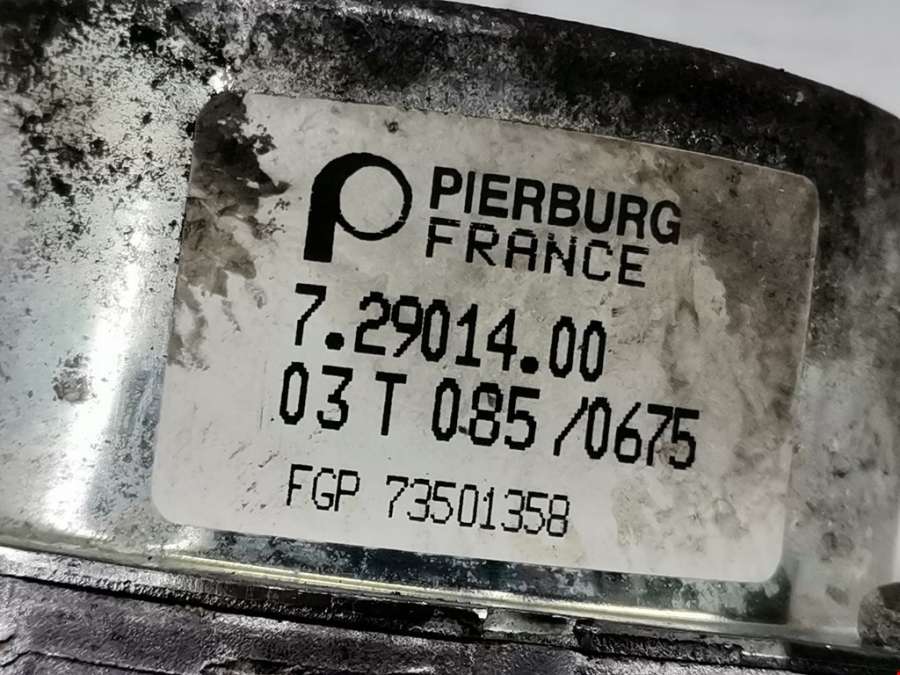 PIERBURG
FRANCE
7.29014.00
03 T 085 /0675
FGP 73501358